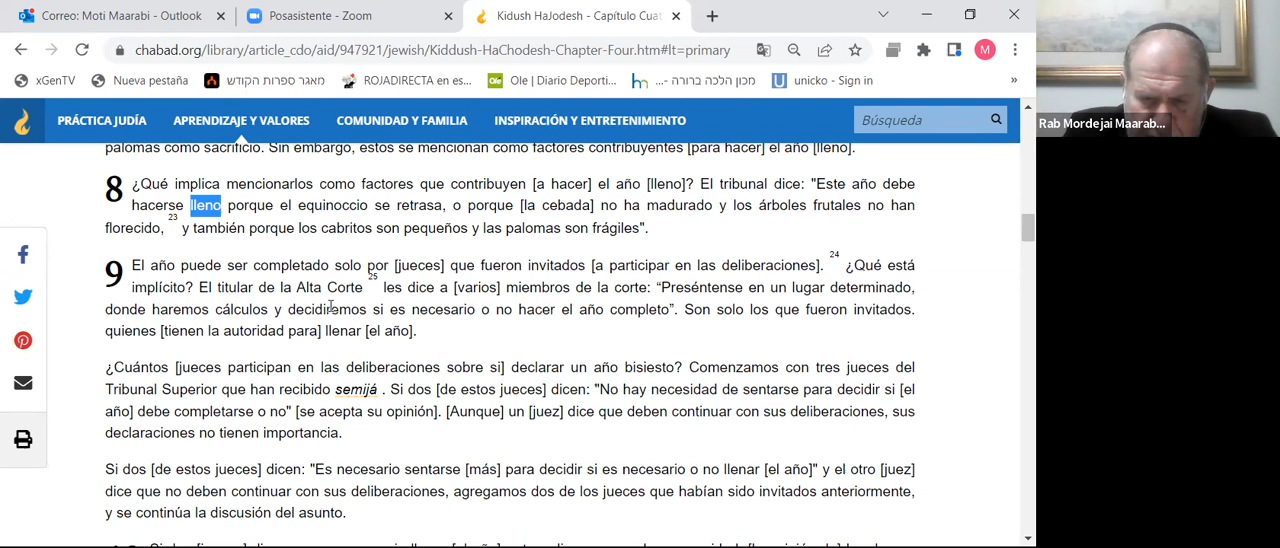 Correo: Moti Maarabi - Outlook
Posasistente - Zoom
Kidush HaJodesh - Capítulo Cuat
chabad.org/library/article_cdo/aid/947921/jewish/Kiddush-HaChodesh-Chapter-Four.htm#lt=primary
M
xGenTV
Nueva pestaña
מאגר ספרות הקודש
ROJADIRECTA en es...
Ole | Diario Deporti...
מכון הלכה ברורה -...
unicko - Sign in
»
PRÁCTICA JUDÍA
APRENDIZAJE Y VALORES
COMUNIDAD Y FAMILIA
INSPIRACIÓN Y ENTRETENIMIENTO
Búsqueda
Rab Mordejai Maarab...
palomas como sacrificio. Sin embargo, estos se mencionan como factores contribuyentes [para hacer] el año [lleno].
8 ¿Qué implica mencionarlos como factores que contribuyen [a hacer] el año [lleno]? El tribunal dice: "Este año debe
hacerse lleno porque el equinoccio se retrasa, o porque [la cebada] no ha madurado y los árboles frutales no han
florecido, 23 y también porque los cabritos son pequeños y las palomas son frágiles".
9 El año puede ser completado solo por [jueces] que fueron invitados [a participar en las deliberaciones]. 24 ¿Qué está
implícito? El titular de la Alta Corte 25 les dice a [varios] miembros de la corte: “Preséntense en un lugar determinado,
donde haremos cálculos y decidiremos si es necesario o no hacer el año completo”. Son solo los que fueron invitados.
quienes [tienen la autoridad para] llenar [el año].
¿Cuántos [jueces participan en las deliberaciones sobre si] declarar un año bisiesto? Comenzamos con tres jueces del
Tribunal Superior que han recibido semijá . Si dos [de estos jueces] dicen: "No hay necesidad de sentarse para decidir si [el
año] debe completarse o no" [se acepta su opinión]. [Aunque] un [juez] dice que deben continuar con sus deliberaciones, sus
declaraciones no tienen importancia.
Si dos [de estos jueces] dicen: "Es necesario sentarse [más] para decidir si es necesario o no llenar [el año]" y el otro [juez]
dice que no deben continuar con sus deliberaciones, agregamos dos de los jueces que habían sido invitados anteriormente,
y se continúa la discusión del asunto.